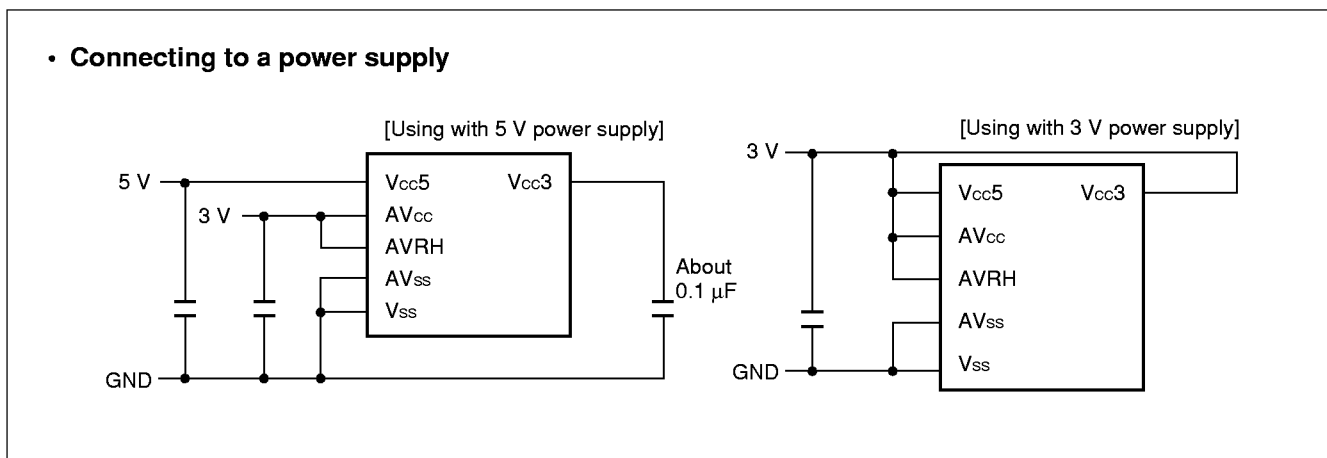 • Connecting to a power supply
[Using with 5 V power supply]
5 V
3 V
GND
Vcc5
Vcc3
AVcc
AVRH
AVss
Vss
About
0.1 μF
[Using with 3 V power supply]
3 V
GND
Vcc5
Vcc3
AVcc
AVRH
AVss
Vss